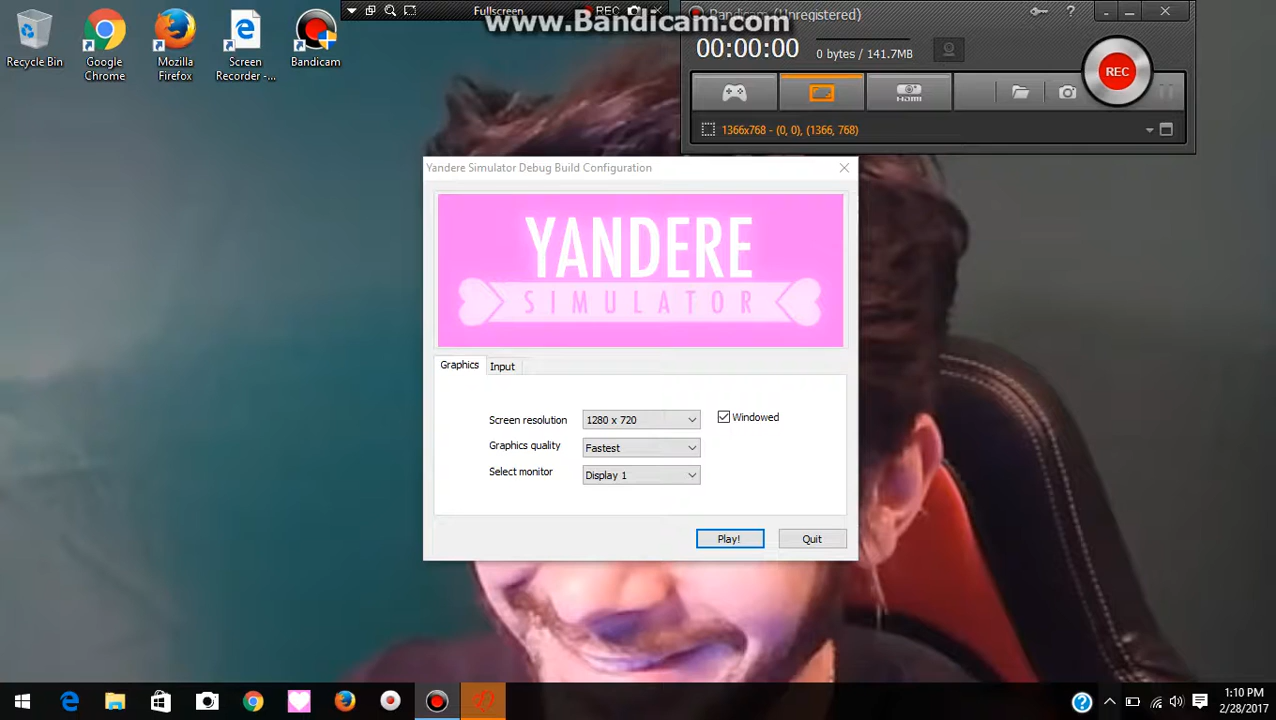 Fullscreen
REC
www.Bandicam.com
Bandicam (Unregistered)
00:00:00
0 bytes / 141.7MB
REC
HDMI
1366x768 - (0, 0), (1366, 768)
Recycle Bin
Google Chrome
Mozilla Firefox
Screen Recorder -...
Bandicam
Yandere Simulator Debug Build Configuration
YANDERE
SIMULATOR
Graphics
Input
Screen resolution
1280 x 720
Windowed
Graphics quality
Fastest
Select monitor
Display 1
Play!
Quit
1:10 PM
2/28/2017